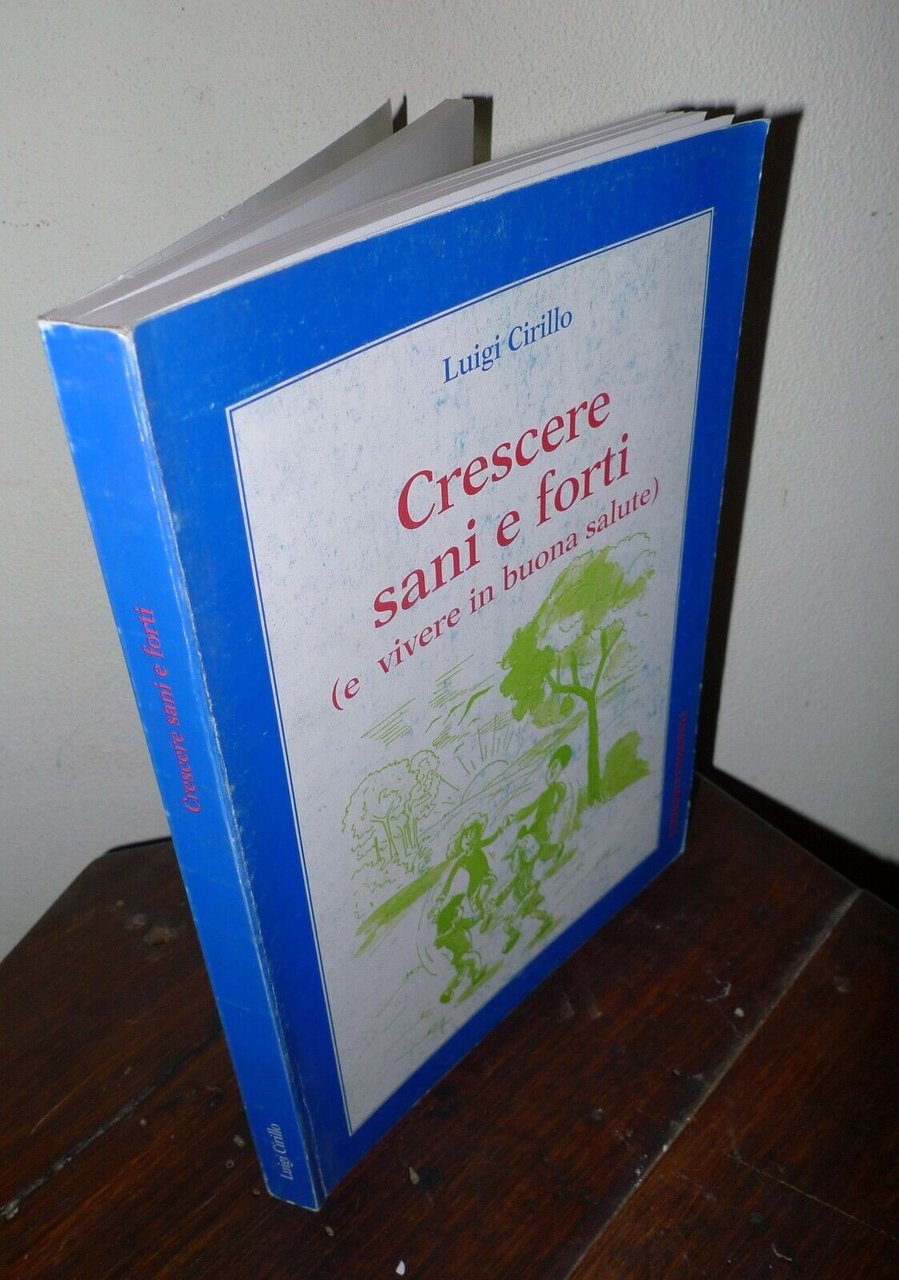 Luigi Cirillo
Crescere
sani e forti
(e vivere in buona salute)
Crescere sani e forti
Luigi Cirillo